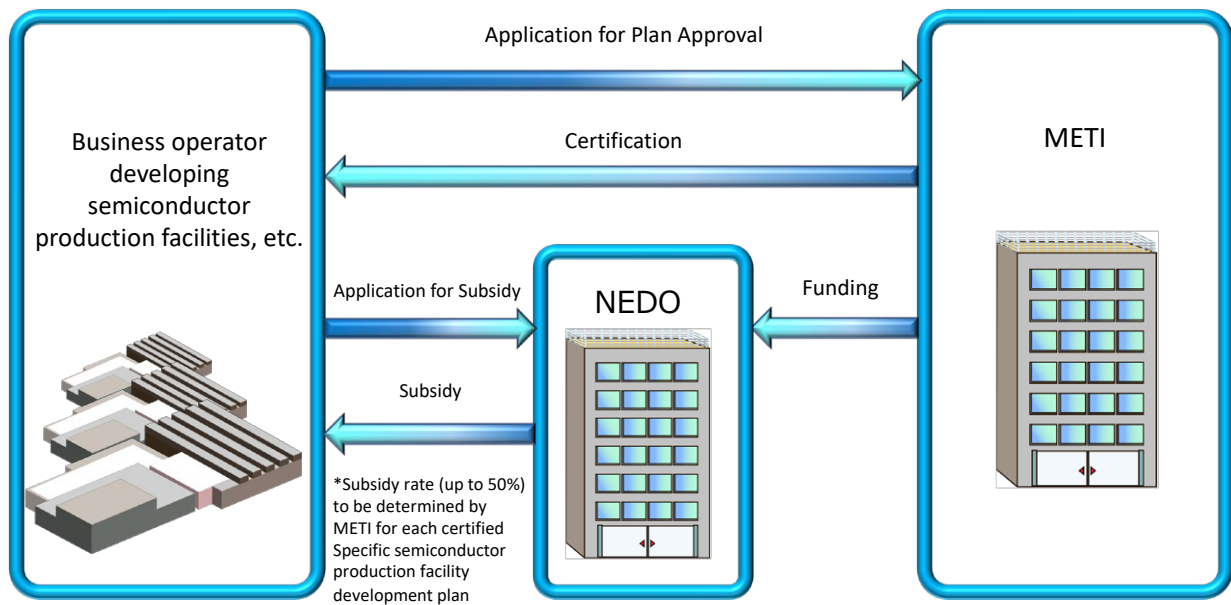 Application for Plan Approval
Business operator
developing
semiconductor
production facilities, etc.
METI
Certification
Application for Subsidy
NEDO
Funding
Subsidy
*Subsidy rate (up to 50%)
to be determined by
METI for each certified
Specific semiconductor
production facility
development plan